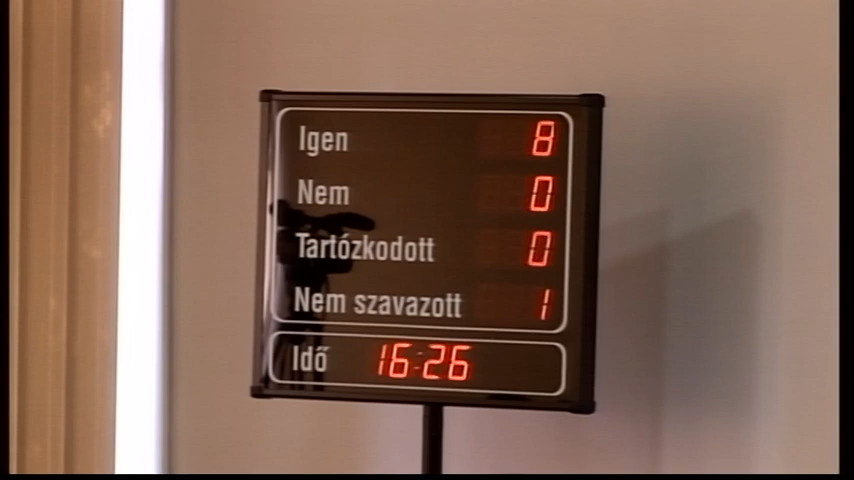 Igen 8
Nem 0
Tartózkodott 0
Nem szavazott 1
Idő 16:26